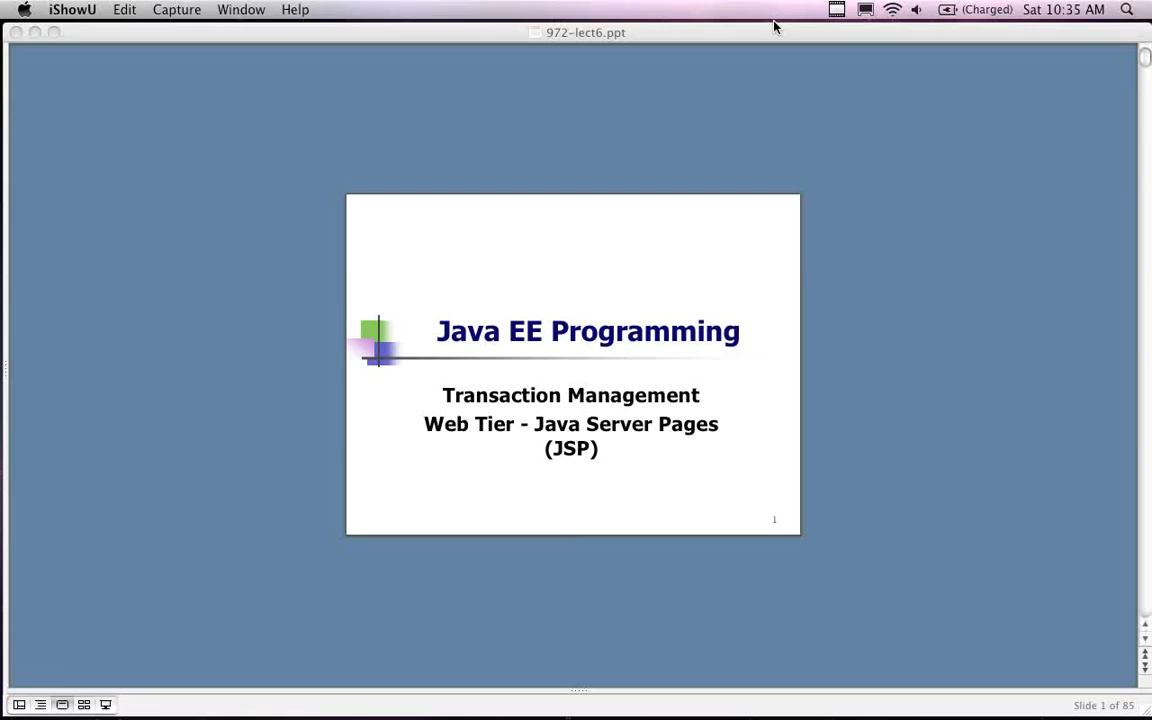 iShowU Edit Capture Window Help (Charged) Sat 10:35 AM
972-lect6.ppt
Java EE Programming
Transaction Management
Web Tier - Java Server Pages
(JSP)
1
Slide 1 of 85